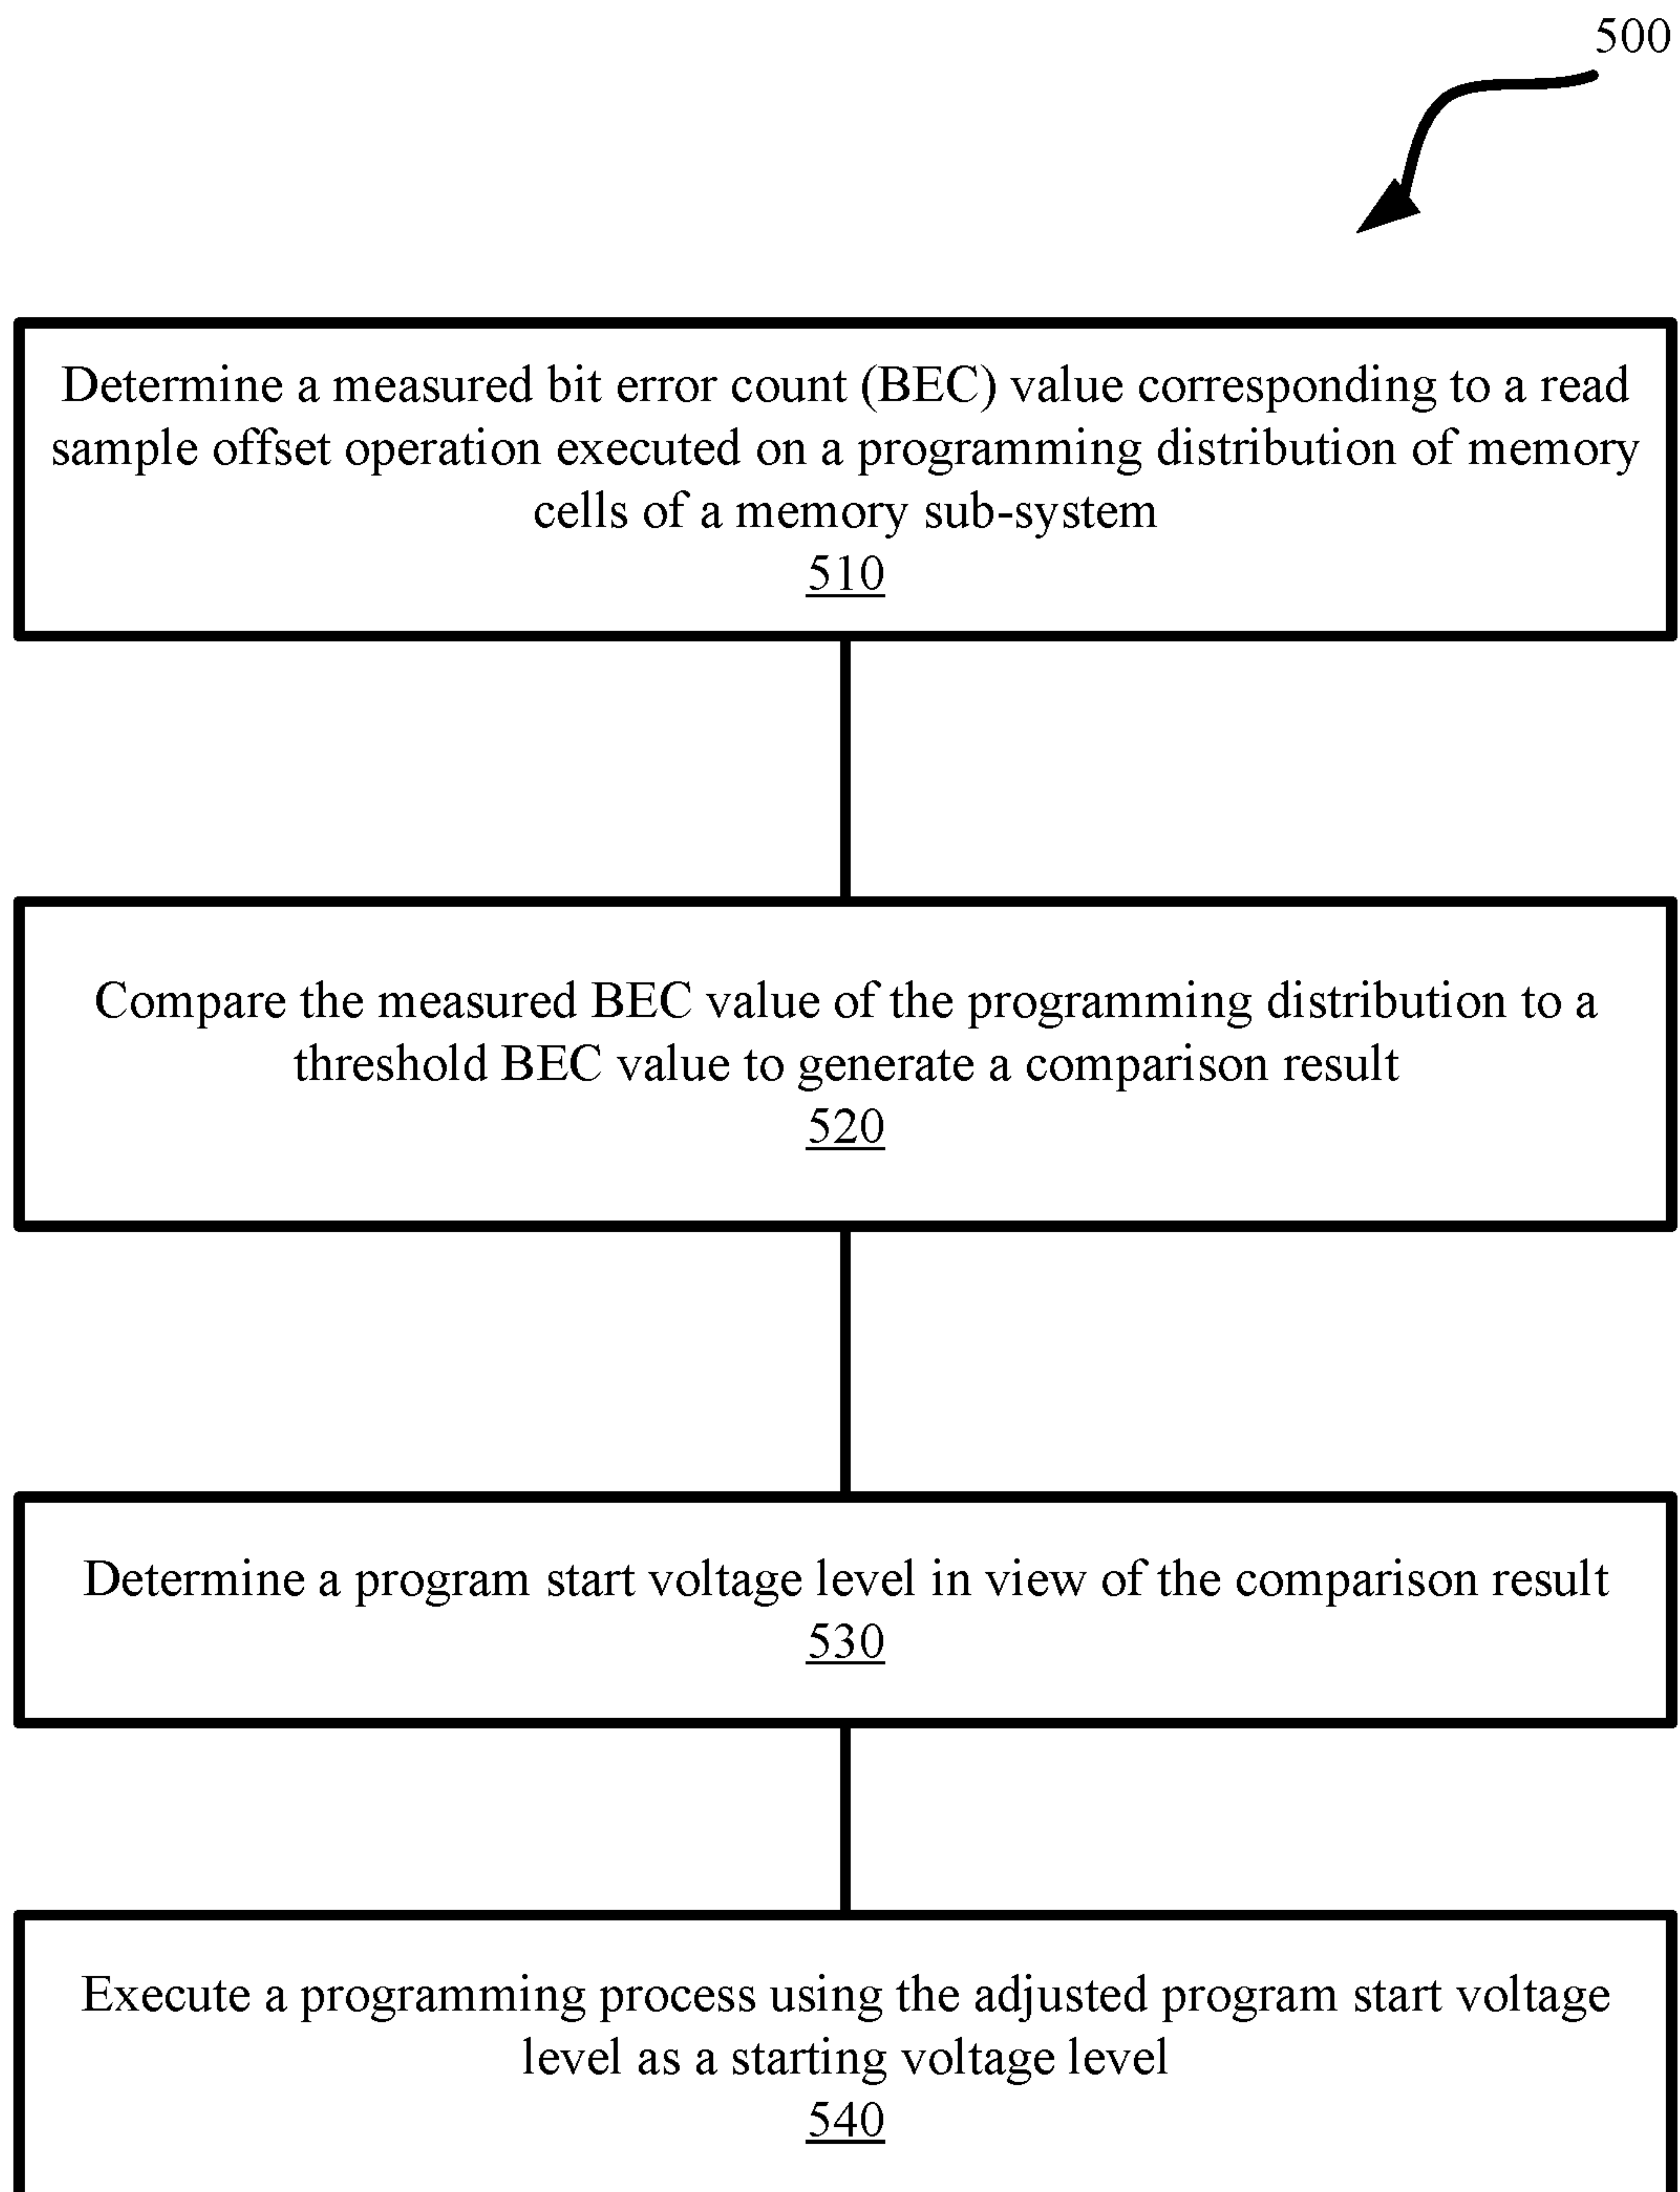 500
Determine a measured bit error count (BEC) value corresponding to a read
sample offset operation executed on a programming distribution of memory
cells of a memory sub-system
510
Compare the measured BEC value of the programming distribution to a
threshold BEC value to generate a comparison result
520
Determine a program start voltage level in view of the comparison result
530
Execute a programming process using the adjusted program start voltage
level as a starting voltage level
540